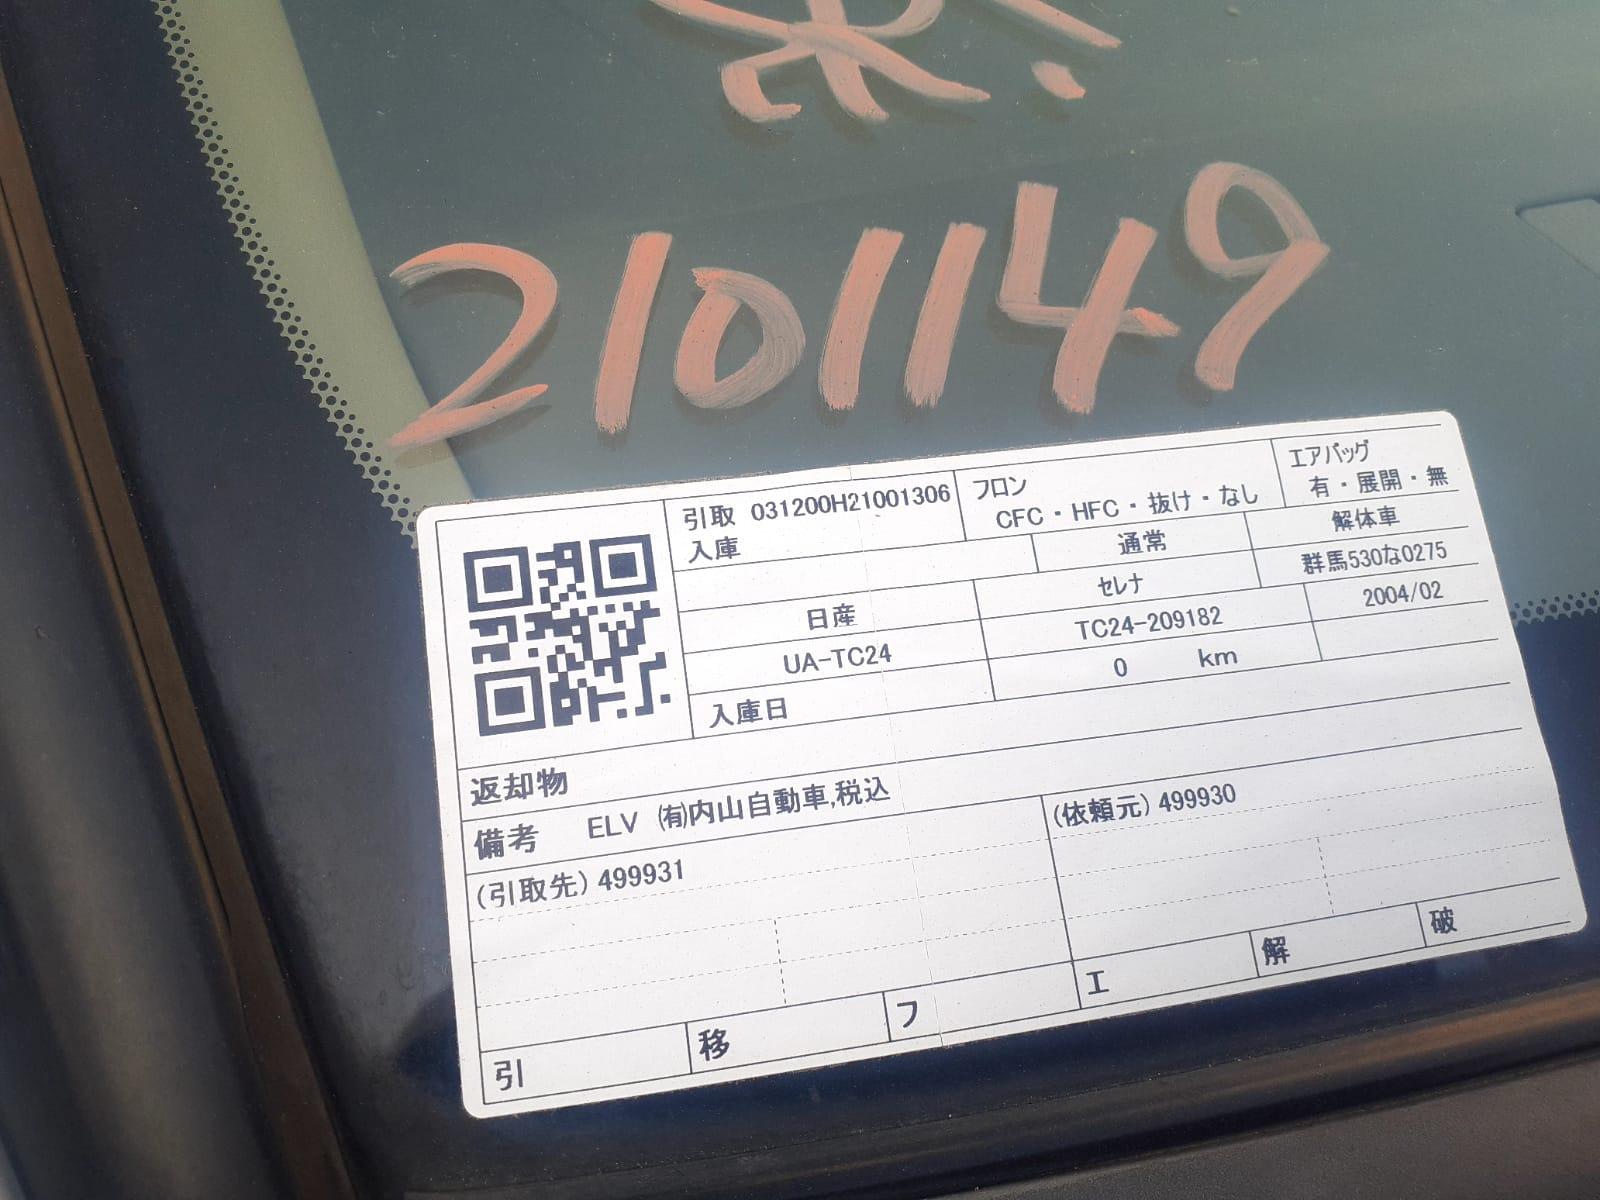 2101149
引取 031200H21001306
入庫
フロン
CFC・HFC・抜け・なし
エアバッグ
有・展開・無
通常
解体車
日産
セレナ
群馬530な0275
UA-TC24
TC24-209182
2004/02
入庫日
0 km
返却物
備考 ELV ㈲内山自動車,税込
(引取先) 499931
(依頼元) 499930
引
移
フ
エ
解
破